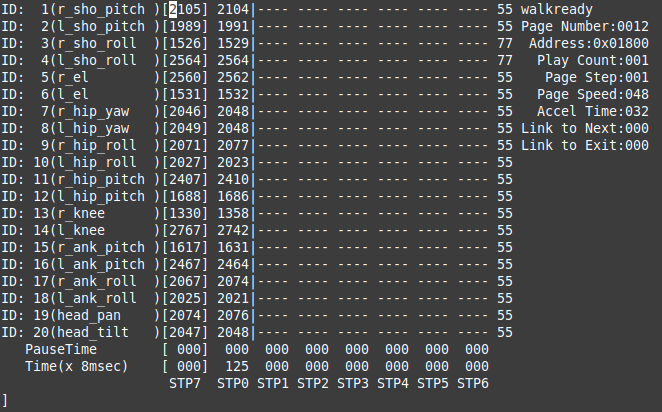 ID:  1(r_sho_pitch )[2105] 2104|---- ---- ---- ---- ---- ---- 55 walkready
ID:  2(l_sho_pitch )[1989] 1991|---- ---- ---- ---- ---- ---- 55 Page Number:0012
ID:  3(r_sho_roll  )[1526] 1529|---- ---- ---- ---- ---- ---- 77  Address:0x01800
ID:  4(l_sho_roll  )[2564] 2564|---- ---- ---- ---- ---- ---- 77   Play Count:001
ID:  5(r_el        )[2560] 2562|---- ---- ---- ---- ---- ---- 55    Page Step:001
ID:  6(l_el        )[1531] 1532|---- ---- ---- ---- ---- ---- 55   Page Speed:048
ID:  7(r_hip_yaw   )[2046] 2048|---- ---- ---- ---- ---- ---- 55   Accel Time:032
ID:  8(l_hip_yaw   )[2049] 2048|---- ---- ---- ---- ---- ---- 55 Link to Next:000
ID:  9(r_hip_roll  )[2071] 2077|---- ---- ---- ---- ---- ---- 55 Link to Exit:000
ID: 10(l_hip_roll  )[2027] 2023|---- ---- ---- ---- ---- ---- 55
ID: 11(r_hip_pitch )[2407] 2410|---- ---- ---- ---- ---- ---- 55
ID: 12(l_hip_pitch )[1688] 1686|---- ---- ---- ---- ---- ---- 55
ID: 13(r_knee      )[1330] 1358|---- ---- ---- ---- ---- ---- 55
ID: 14(l_knee      )[2767] 2742|---- ---- ---- ---- ---- ---- 55
ID: 15(r_ank_pitch )[1617] 1631|---- ---- ---- ---- ---- ---- 55
ID: 16(l_ank_pitch )[2467] 2464|---- ---- ---- ---- ---- ---- 55
ID: 17(r_ank_roll  )[2067] 2074|---- ---- ---- ---- ---- ---- 55
ID: 18(l_ank_roll  )[2025] 2021|---- ---- ---- ---- ---- ---- 55
ID: 19(head_pan    )[2074] 2076|---- ---- ---- ---- ---- ---- 55
ID: 20(head_tilt   )[2047] 2048|---- ---- ---- ---- ---- ---- 55
   PauseTime        [ 000]  000  000  000  000  000  000  000
   Time(x 8msec)    [ 000]  125  000  000  000  000  000  000
                     STP7  STP0 STP1 STP2 STP3 STP4 STP5 STP6
]